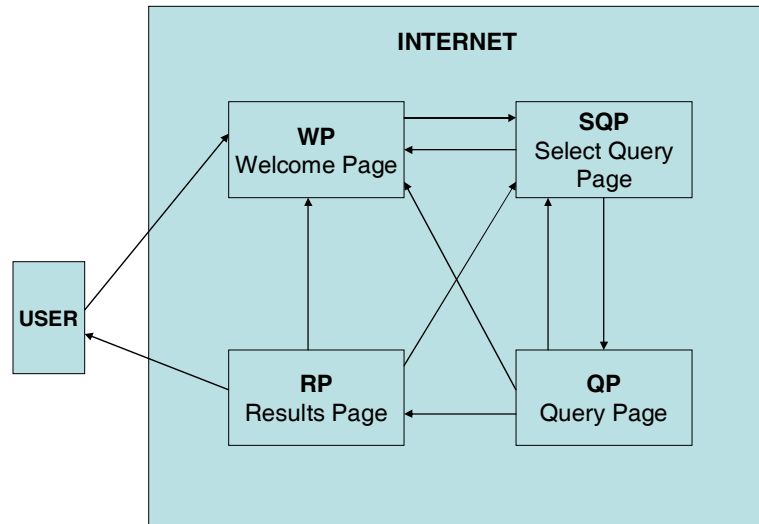 INTERNET
WP
Welcome Page
SQP
Select Query
Page
USER
RP
Results Page
QP
Query Page